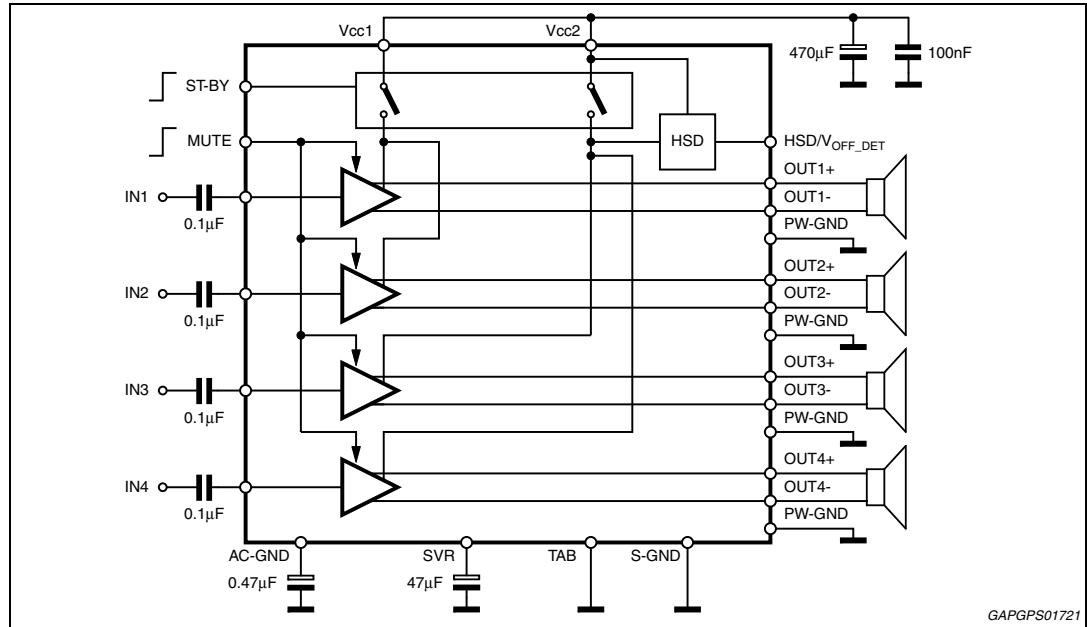 Vcc1
Vcc2
470μF
100nF
ST-BY
MUTE
HSD
HSD/VOFF_DET
OUT1+
IN1
OUT1-
0.1μF
PW-GND
OUT2+
IN2
OUT2-
0.1μF
PW-GND
OUT3+
IN3
OUT3-
0.1μF
PW-GND
OUT4+
IN4
OUT4-
0.1μF
PW-GND
AC-GND
SVR
TAB
S-GND
0.47μF
47μF
GAPGPS01721